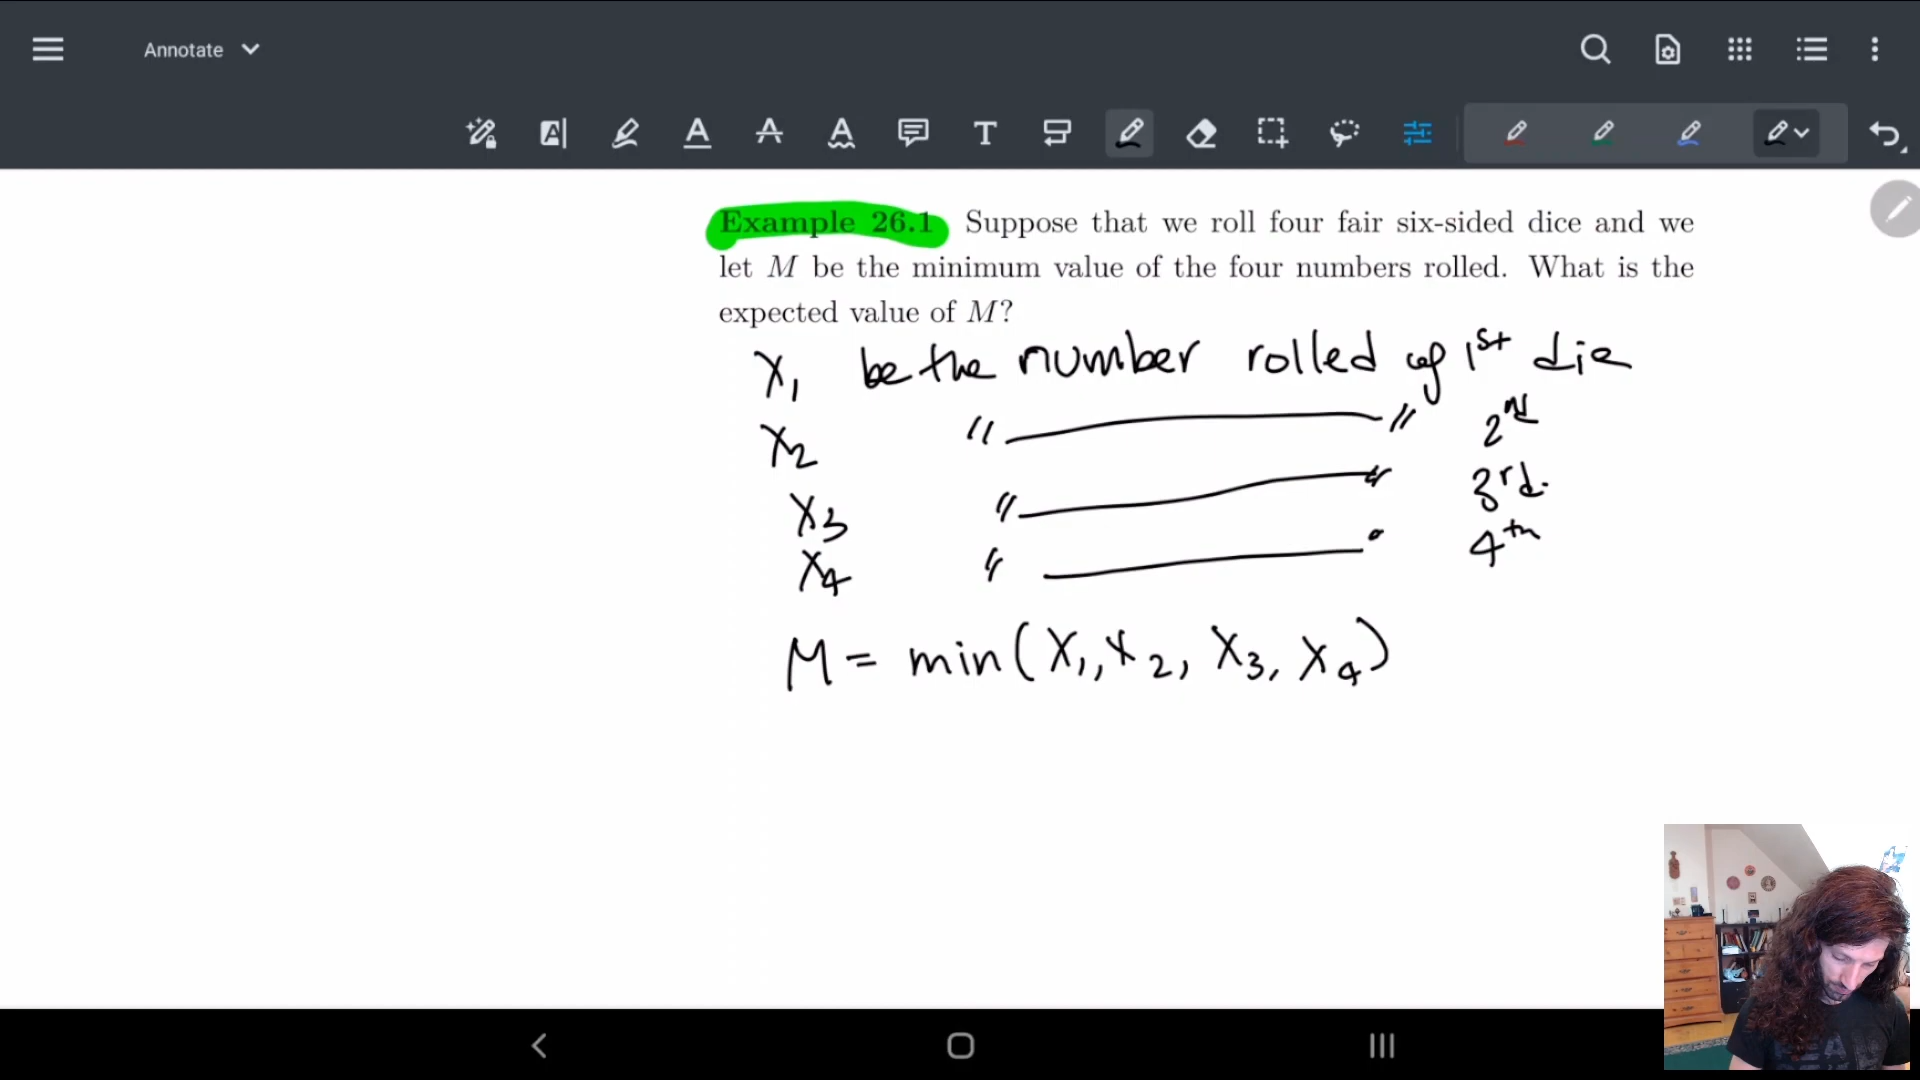 Annotate
Example 26.1 Suppose that we roll four fair six-sided dice and we
let M be the minimum value of the four numbers rolled. What is the
expected value of M?
X₁ be the number rolled of 1st die
X₂ " ——— " 2nd
X₃ " ——— " 3rd.
X₄ " ——— " 4th
M = min(X₁, X₂, X₃, X₄)